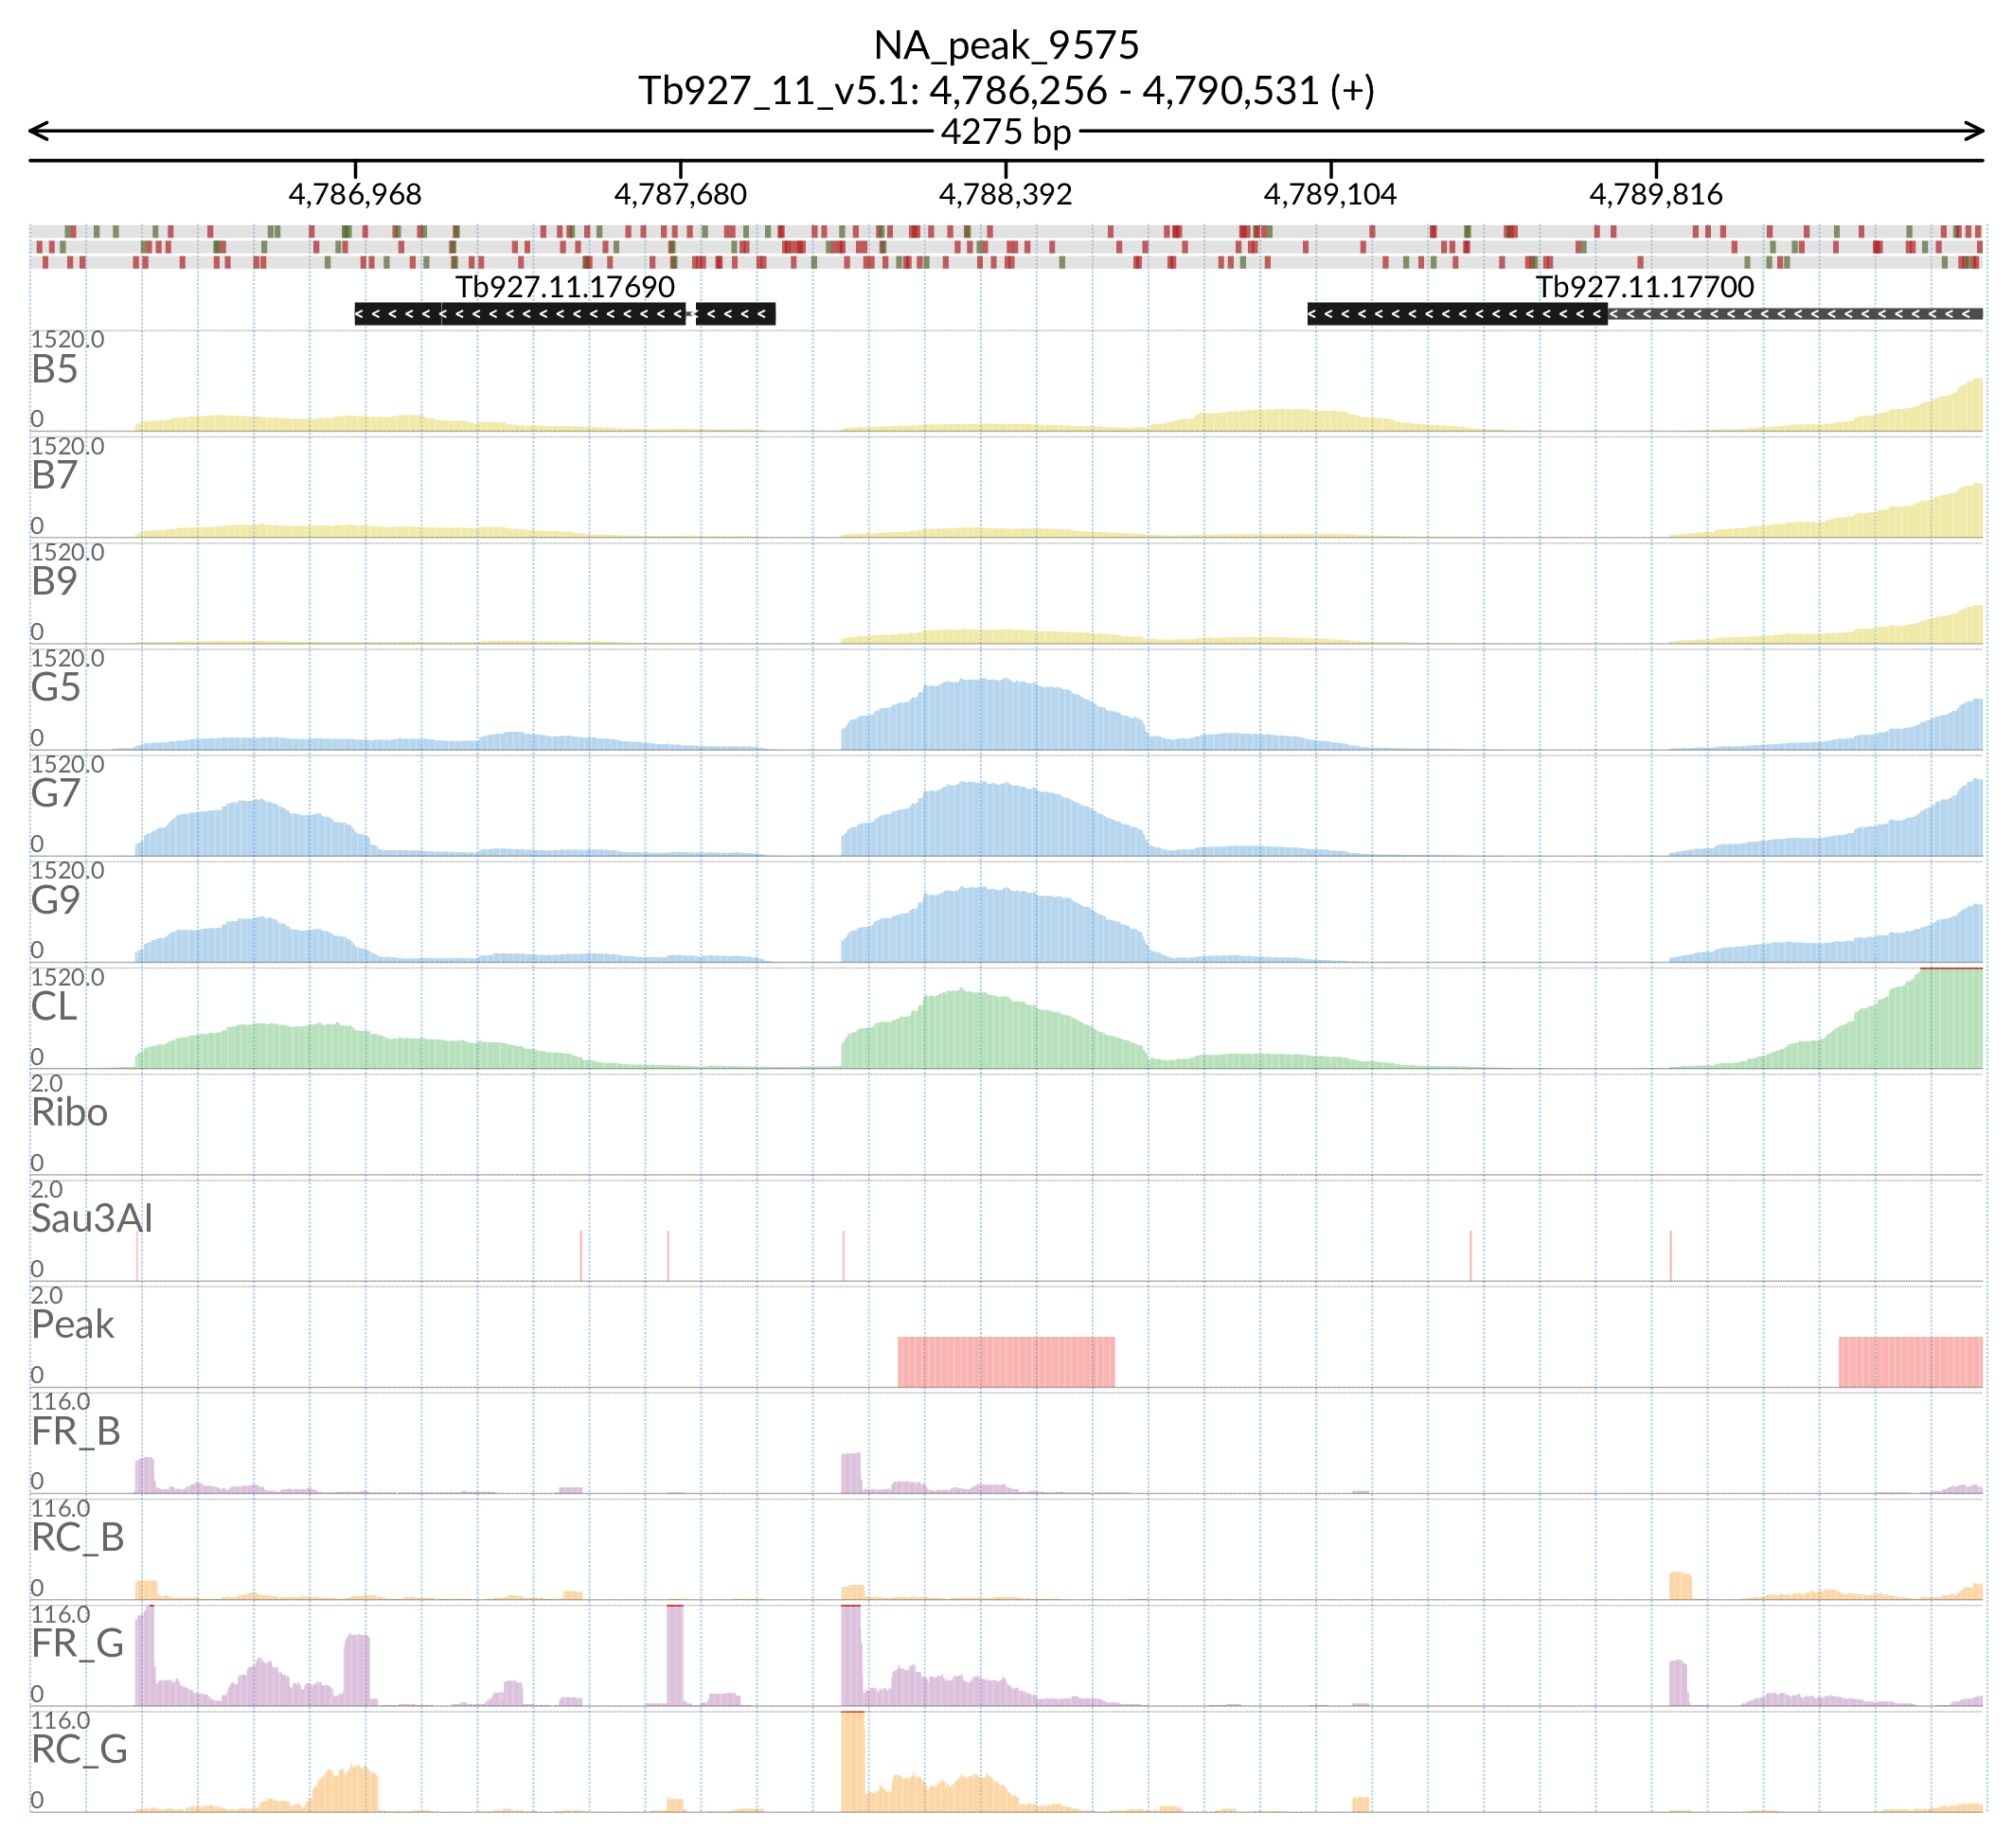 NA_peak_9575
Tb927_11_v5.1: 4,786,256 - 4,790,531 (+)
4275 bp
4,786,968 4,787,680 4,788,392 4,789,104 4,789,816
Tb927.11.17690 Tb927.11.17700
1520.0
B5
0
1520.0
B7
0
1520.0
B9
0
1520.0
G5
0
1520.0
G7
0
1520.0
G9
0
1520.0
CL
0
2.0
Ribo
0
2.0
Sau3AI
0
2.0
Peak
0
116.0
FR_B
0
116.0
RC_B
0
116.0
FR_G
0
116.0
RC_G
0